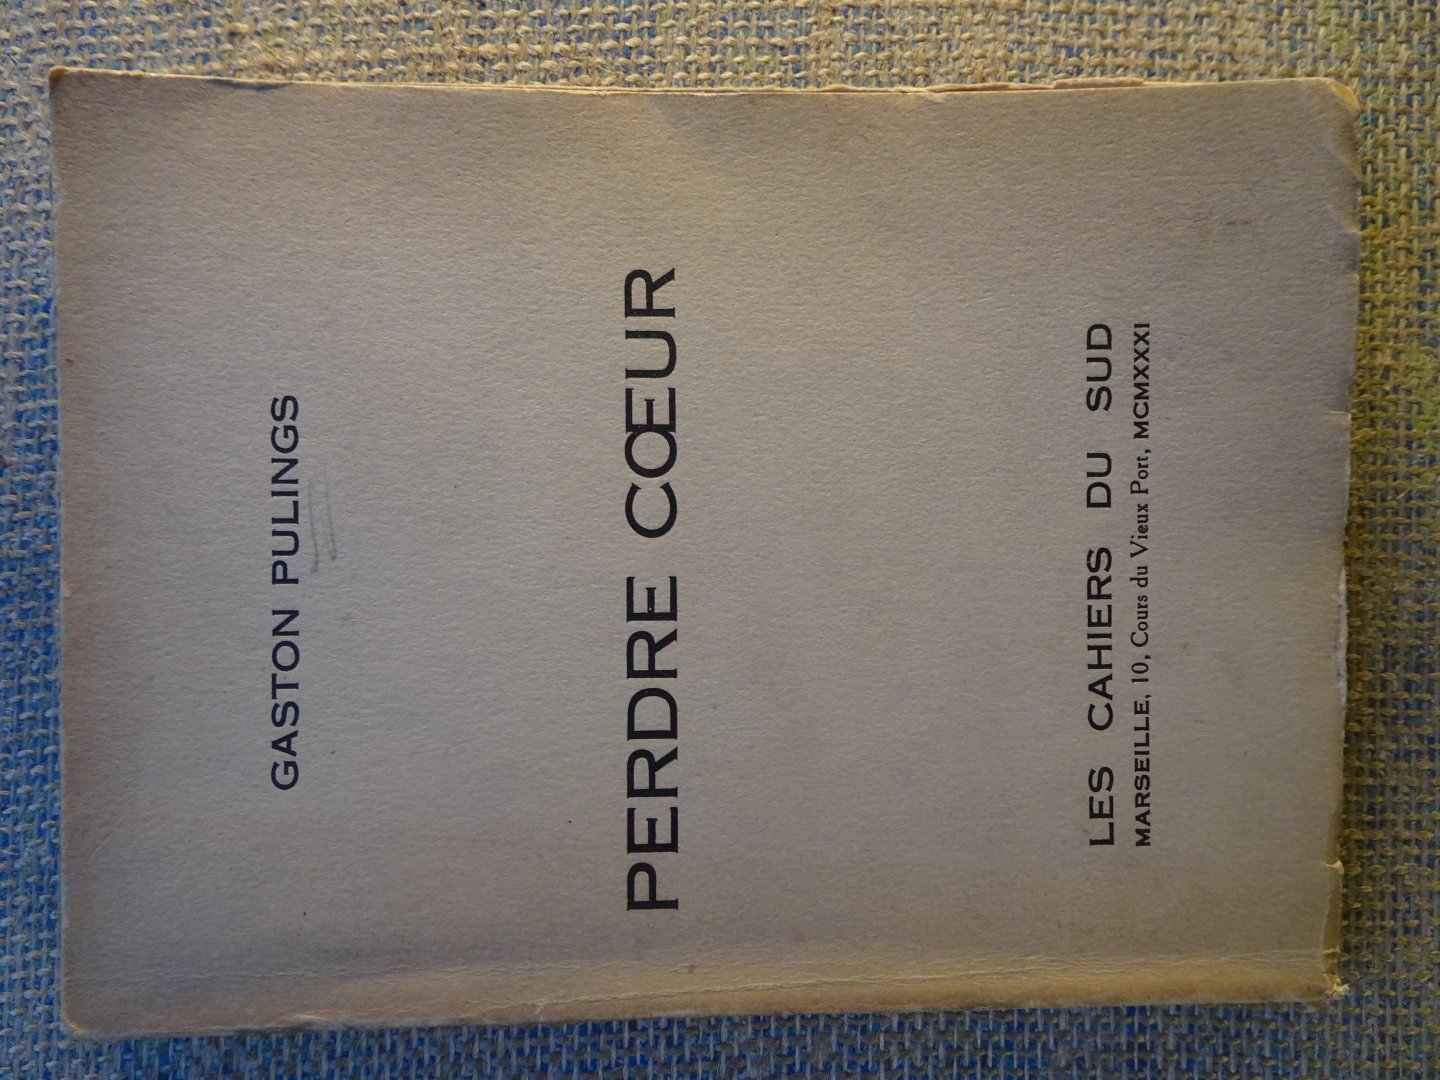 GASTON PULINGS
PERDRE CŒUR
LES CAHIERS DU SUD
MARSEILLE, 10, Cours du Vieux Port, MCMXXXI